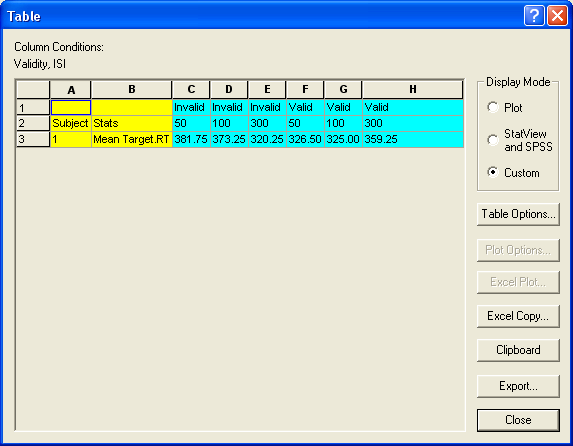 Table
Column Conditions:
Validity, ISI
A B C D E F G H
1 Invalid Invalid Invalid Valid Valid Valid
2 Subject Stats 50 100 300 50 100 300
3 1 Mean Target.RT 381.75 373.25 320.25 326.50 325.00 359.25
Display Mode
Plot
StatView
and SPSS
Custom
Table Options...
Plot Options...
Excel Plot...
Excel Copy...
Clipboard
Export...
Close